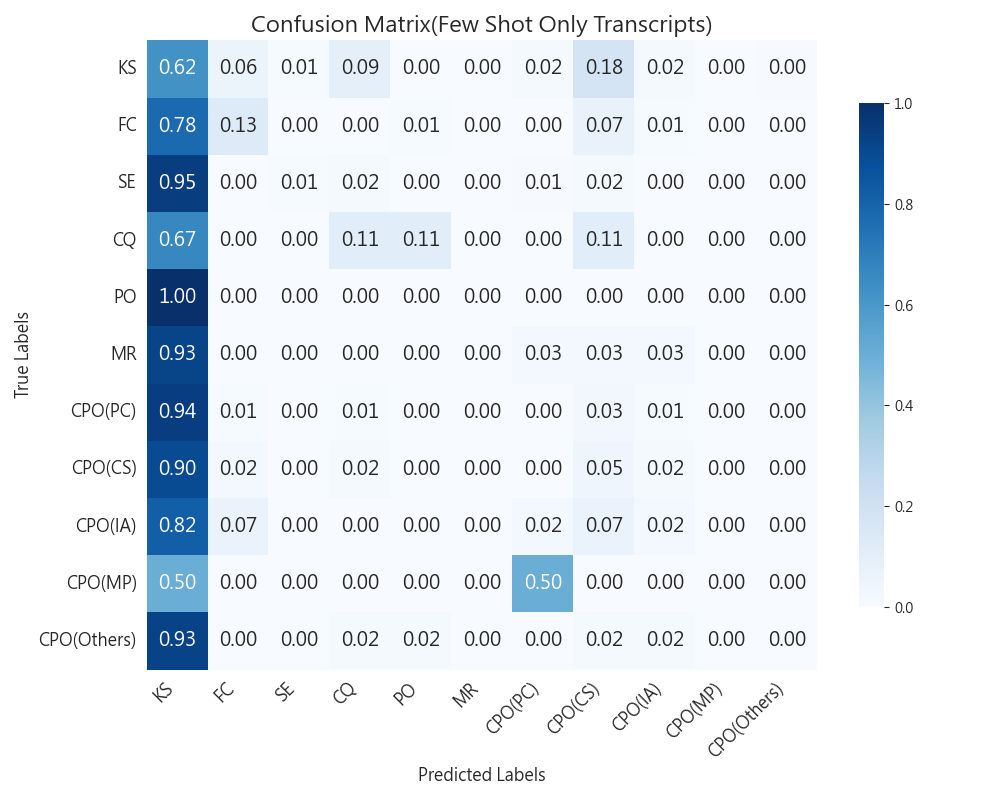 Confusion Matrix(Few Shot Only Transcripts)
KS 0.62 0.06 0.01 0.09 0.00 0.00 0.02 0.18 0.02 0.00 0.00
FC 0.78 0.13 0.00 0.00 0.01 0.00 0.00 0.07 0.01 0.00 0.00
SE 0.95 0.00 0.01 0.02 0.00 0.00 0.01 0.02 0.00 0.00 0.00
CQ 0.67 0.00 0.00 0.11 0.11 0.00 0.00 0.11 0.00 0.00 0.00
PO 1.00 0.00 0.00 0.00 0.00 0.00 0.00 0.00 0.00 0.00 0.00
MR 0.93 0.00 0.00 0.00 0.00 0.00 0.03 0.03 0.03 0.00 0.00
CPO(PC) 0.94 0.01 0.00 0.01 0.00 0.00 0.00 0.03 0.01 0.00 0.00
CPO(CS) 0.90 0.02 0.00 0.02 0.00 0.00 0.00 0.05 0.02 0.00 0.00
CPO(IA) 0.82 0.07 0.00 0.00 0.00 0.00 0.02 0.07 0.02 0.00 0.00
CPO(MP) 0.50 0.00 0.00 0.00 0.00 0.00 0.50 0.00 0.00 0.00 0.00
CPO(Others) 0.93 0.00 0.00 0.02 0.02 0.00 0.00 0.02 0.02 0.00 0.00
KS FC SE CQ PO MR CPO(PC) CPO(CS) CPO(IA) CPO(MP) CPO(Others)
Predicted Labels
True Labels
1.0
0.8
0.6
0.4
0.2
0.0